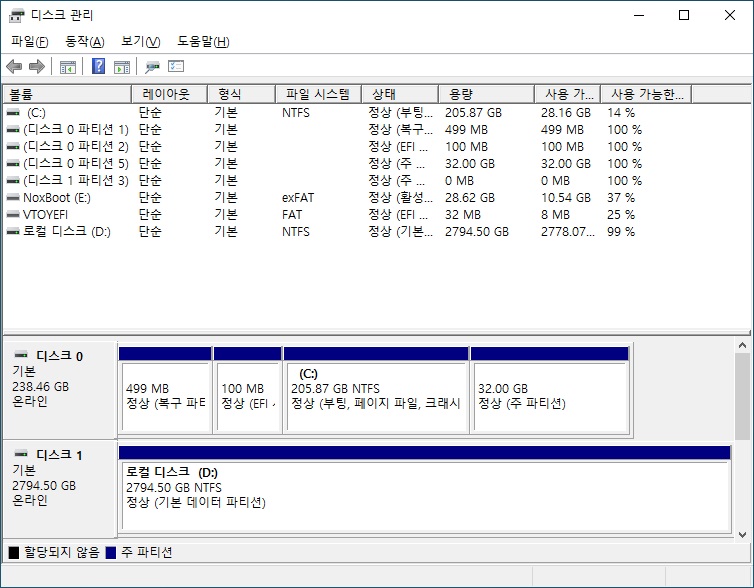 디스크 관리
파일(F) 동작(A) 보기(V) 도움말(H)
볼륨 레이아웃 형식 파일 시스템 상태 용량 사용 가... 사용 가능한...
(C:) 단순 기본 NTFS 정상 (부팅... 205.87 GB 28.16 GB 14 %
(디스크 0 파티션 1) 단순 기본 정상 (복구... 499 MB 499 MB 100 %
(디스크 0 파티션 2) 단순 기본 정상 (EFI ... 100 MB 100 MB 100 %
(디스크 0 파티션 5) 단순 기본 정상 (주 ... 32.00 GB 32.00 GB 100 %
(디스크 1 파티션 3) 단순 기본 정상 (주 ... 0 MB 0 MB 100 %
NoxBoot (E:) 단순 기본 exFAT 정상 (활성... 28.62 GB 10.54 GB 37 %
VTOYEFI 단순 기본 FAT 정상 (EFI ... 32 MB 8 MB 25 %
로컬 디스크 (D:) 단순 기본 NTFS 정상 (기본... 2794.50 GB 2778.07... 99 %
디스크 0
기본
238.46 GB
온라인
499 MB
정상 (복구 파티
100 MB
정상 (EFI
(C:)
205.87 GB NTFS
정상 (부팅, 페이지 파일, 크래시
32.00 GB
정상 (주 파티션)
디스크 1
기본
2794.50 GB
온라인
로컬 디스크 (D:)
2794.50 GB NTFS
정상 (기본 데이터 파티션)
할당되지 않음 주 파티션